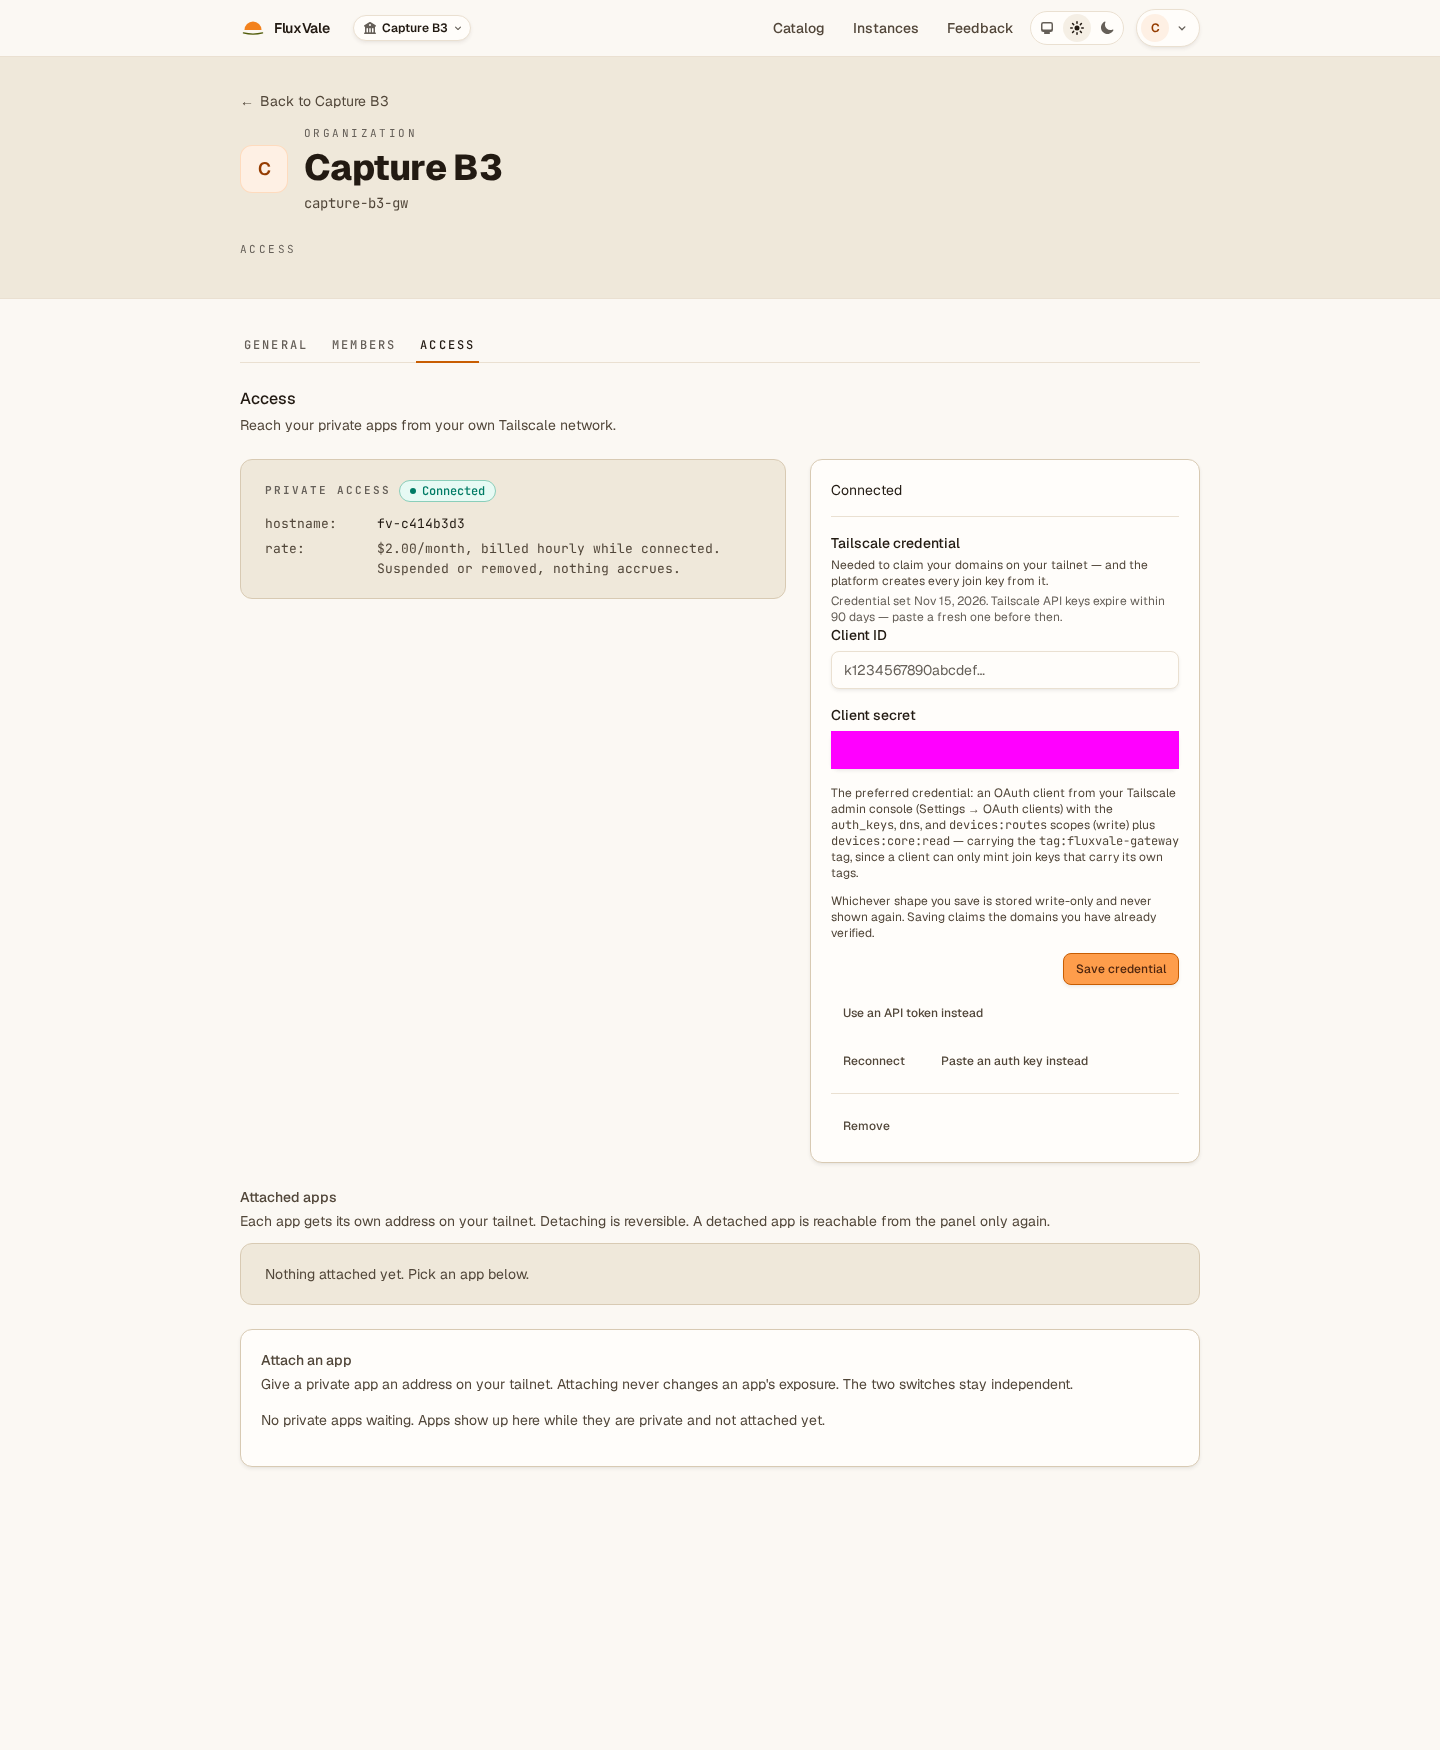 FluxVale
Capture B3
Catalog
Instances
Feedback
C
← Back to Capture B3
ORGANIZATION
C
Capture B3
capture-b3-gw
ACCESS
GENERAL
MEMBERS
ACCESS
Access
Reach your private apps from your own Tailscale network.
PRIVATE ACCESS
Connected
hostname: fv-c414b3d3
rate: $2.00/month, billed hourly while connected.
Suspended or removed, nothing accrues.
Connected
Tailscale credential
Needed to claim your domains on your tailnet — and the
platform creates every join key from it.
Credential set Nov 15, 2026. Tailscale API keys expire within
90 days — paste a fresh one before then.
Client ID
k1234567890abcdef…
Client secret
The preferred credential: an OAuth client from your Tailscale
admin console (Settings → OAuth clients) with the
auth_keys, dns, and devices:routes scopes (write) plus
devices:core:read — carrying the tag:fluxvale-gateway
tag, since a client can only mint join keys that carry its own
tags.
Whichever shape you save is stored write-only and never
shown again. Saving claims the domains you have already
verified.
Save credential
Use an API token instead
Reconnect
Paste an auth key instead
Remove
Attached apps
Each app gets its own address on your tailnet. Detaching is reversible. A detached app is reachable from the panel only again.
Nothing attached yet. Pick an app below.
Attach an app
Give a private app an address on your tailnet. Attaching never changes an app's exposure. The two switches stay independent.
No private apps waiting. Apps show up here while they are private and not attached yet.